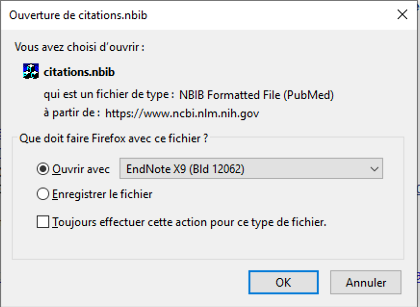 Ouverture de citations.nbib
Vous avez choisi d'ouvrir :
citations.nbib
qui est un fichier de type : NBIB Formatted File (PubMed)
à partir de : https://www.ncbi.nlm.nih.gov
Que doit faire Firefox avec ce fichier ?
Ouvrir avec EndNote X9 (Bld 12062)
Enregistrer le fichier
Toujours effectuer cette action pour ce type de fichier.
OK Annuler